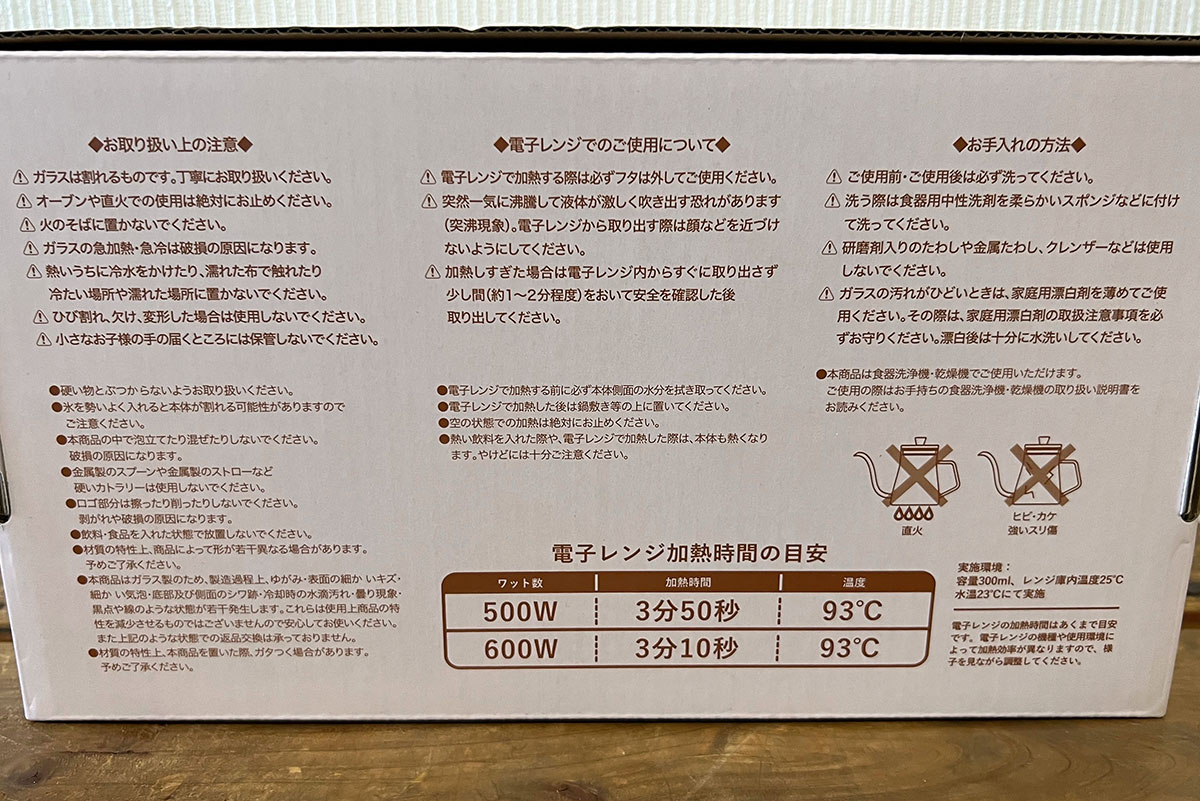 ◆お取り扱い上の注意◆
⚠ ガラスは割れるものです。丁寧にお取り扱いください。
⚠ オーブンや直火での使用は絶対にお止めください。
⚠ 火のそばに置かないでください。
⚠ ガラスの急加熱・急冷は破損の原因になります。
⚠ 熱いうちに冷水をかけたり、濡れた布で触れたり
冷たい場所や濡れた場所に置かないでください。
⚠ ひび割れ、欠け、変形した場合は使用しないでください。
⚠ 小さなお子様の手の届くところには保管しないでください。
●硬い物とぶつからないようお取り扱いください。
●氷を勢いよく入れると本体が割れる可能性がありますので
ご注意ください。
●本商品の中で泡立てたり混ぜたりしないでください。
破損の原因になります。
●金属製のスプーンや金属製のストローなど
硬いカトラリーは使用しないでください。
●ロゴ部分は擦ったり削ったりしないでください。
剥がれや破損の原因になります。
●飲料・食品を入れた状態で放置しないでください。
●材質の特性上、商品によって形が若干異なる場合があります。
予めご了承ください。
●本商品はガラス製のため、製造過程上、ゆがみ・表面の細か いキズ・
細か い気泡・底部及び側面のシワ跡・冷却時の水滴汚れ・曇り現象・
黒点や線のような状態が若干発生します。これらは使用上商品の特
性を減少させるものではございませんので安心してお使いください。
また上記のような状態での返品交換は承っておりません。
●材質の特性上、本商品を置いた際、ガタつく場合があります。
予めご了承ください。
◆電子レンジでのご使用について◆
⚠ 電子レンジで加熱する際は必ずフタは外してご使用ください。
⚠ 突然一気に沸騰して液体が激しく吹き出す恐れがあります
(突沸現象)。電子レンジから取り出す際は顔などを近づけ
ないようにしてください。
⚠ 加熱しすぎた場合は電子レンジ内からすぐに取り出さず
少し間(約1〜2分程度)をおいて安全を確認した後
取り出してください。
●電子レンジで加熱する前に必ず本体側面の水分を拭き取ってください。
●電子レンジで加熱した後は鍋敷き等の上に置いてください。
●空の状態での加熱は絶対にお止めください。
●熱い飲料を入れた際や、電子レンジで加熱した際は、本体も熱くなり
ます。やけどには十分ご注意ください。
◆お手入れの方法◆
⚠ ご使用前・ご使用後は必ず洗ってください。
⚠ 洗う際は食器用中性洗剤を柔らかいスポンジなどに付け
て洗ってください。
⚠ 研磨剤入りのたわしや金属たわし、クレンザーなどは使用
しないでください。
⚠ ガラスの汚れがひどいときは、家庭用漂白剤を薄めてご使
用ください。その際は、家庭用漂白剤の取扱注意事項を必
ずお守りください。漂白後は十分に水洗いしてください。
●本商品は食器洗浄機・乾燥機でご使用いただけます。
ご使用の際はお手持ちの食器洗浄機・乾燥機の取り扱い説明書を
お読みください。
直火
ヒビ・カケ
強いスリ傷
電子レンジ加熱時間の目安
ワット数 加熱時間 温度
500W 3分50秒 93℃
600W 3分10秒 93℃
実施環境：
容量300ml、レンジ庫内温度25℃
水温23℃にて実施
電子レンジの加熱時間はあくまで目安
です。電子レンジの機種や使用環境に
よって加熱効率が異なりますので、様
子を見ながら調整してください。